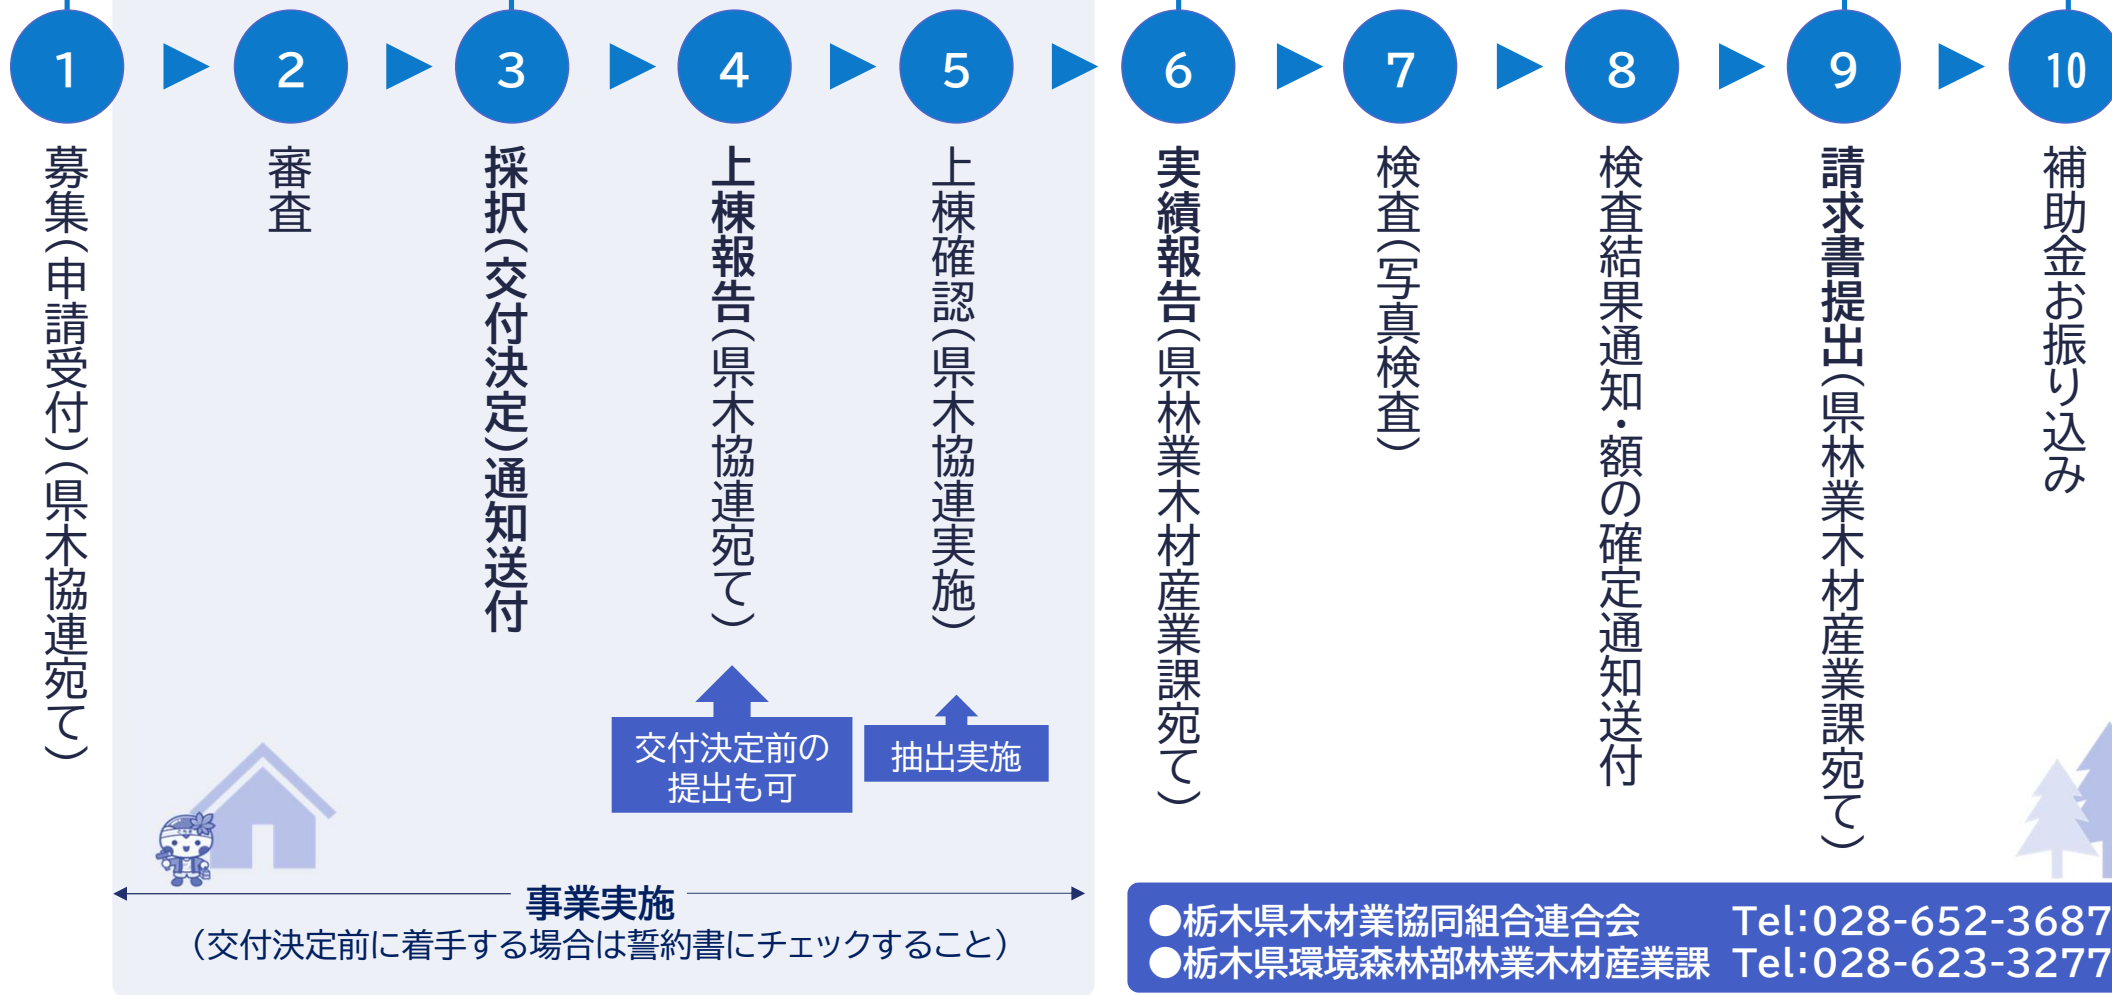 1
募集(申請受付)(県木協連宛て)
2
審査
3
採択(交付決定)通知送付
4
上棟報告(県木協連宛て)
交付決定前の
提出も可
5
上棟確認(県木協連実施)
抽出実施
6
実績報告(県林業木材産業課宛て)
7
検査(写真検査)
8
検査結果通知・額の確定通知送付
9
請求書提出(県林業木材産業課宛て)
10
補助金お振り込み
事業実施
(交付決定前に着手する場合は誓約書にチェックすること)
●栃木県木材業協同組合連合会 Tel:028-652-3687
●栃木県環境森林部林業木材産業課 Tel:028-623-3277